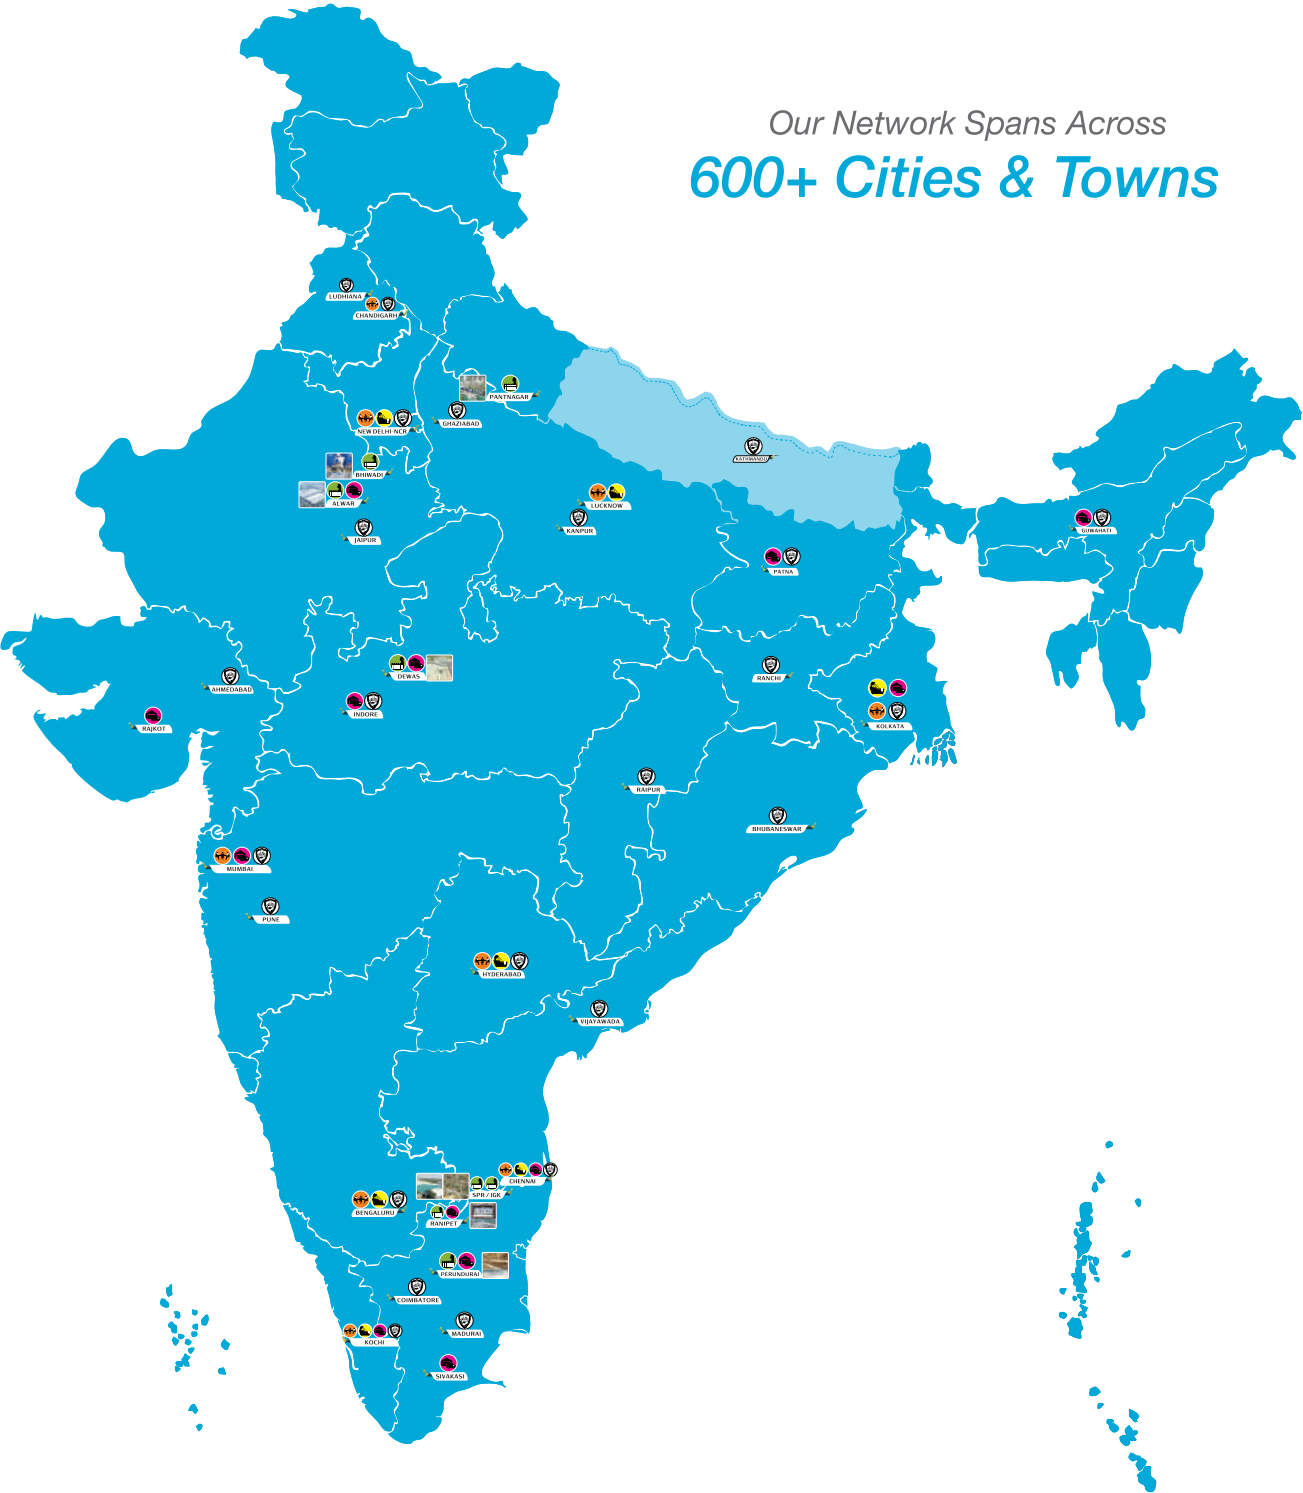 Our Network Spans Across
600+ Cities & Towns
LUDHIANA
CHANDIGARH
PANTNAGAR
GHAZIABAD
NEW DELHI-NCR
KATHMANDU
BHIWADI
ALWAR
LUCKNOW
KANPUR
GUWAHATI
JAIPUR
PATNA
DEWAS
RANCHI
AHMEDABAD
INDORE
RAJKOT
KOLKATA
RAIPUR
BHUBANESWAR
MUMBAI
PUNE
HYDERABAD
VIJAYAWADA
CHENNAI
SPR / IGK
BENGALURU
RANIPET
PERUNDURAI
COIMBATORE
MADURAI
KOCHI
SIVAKASI